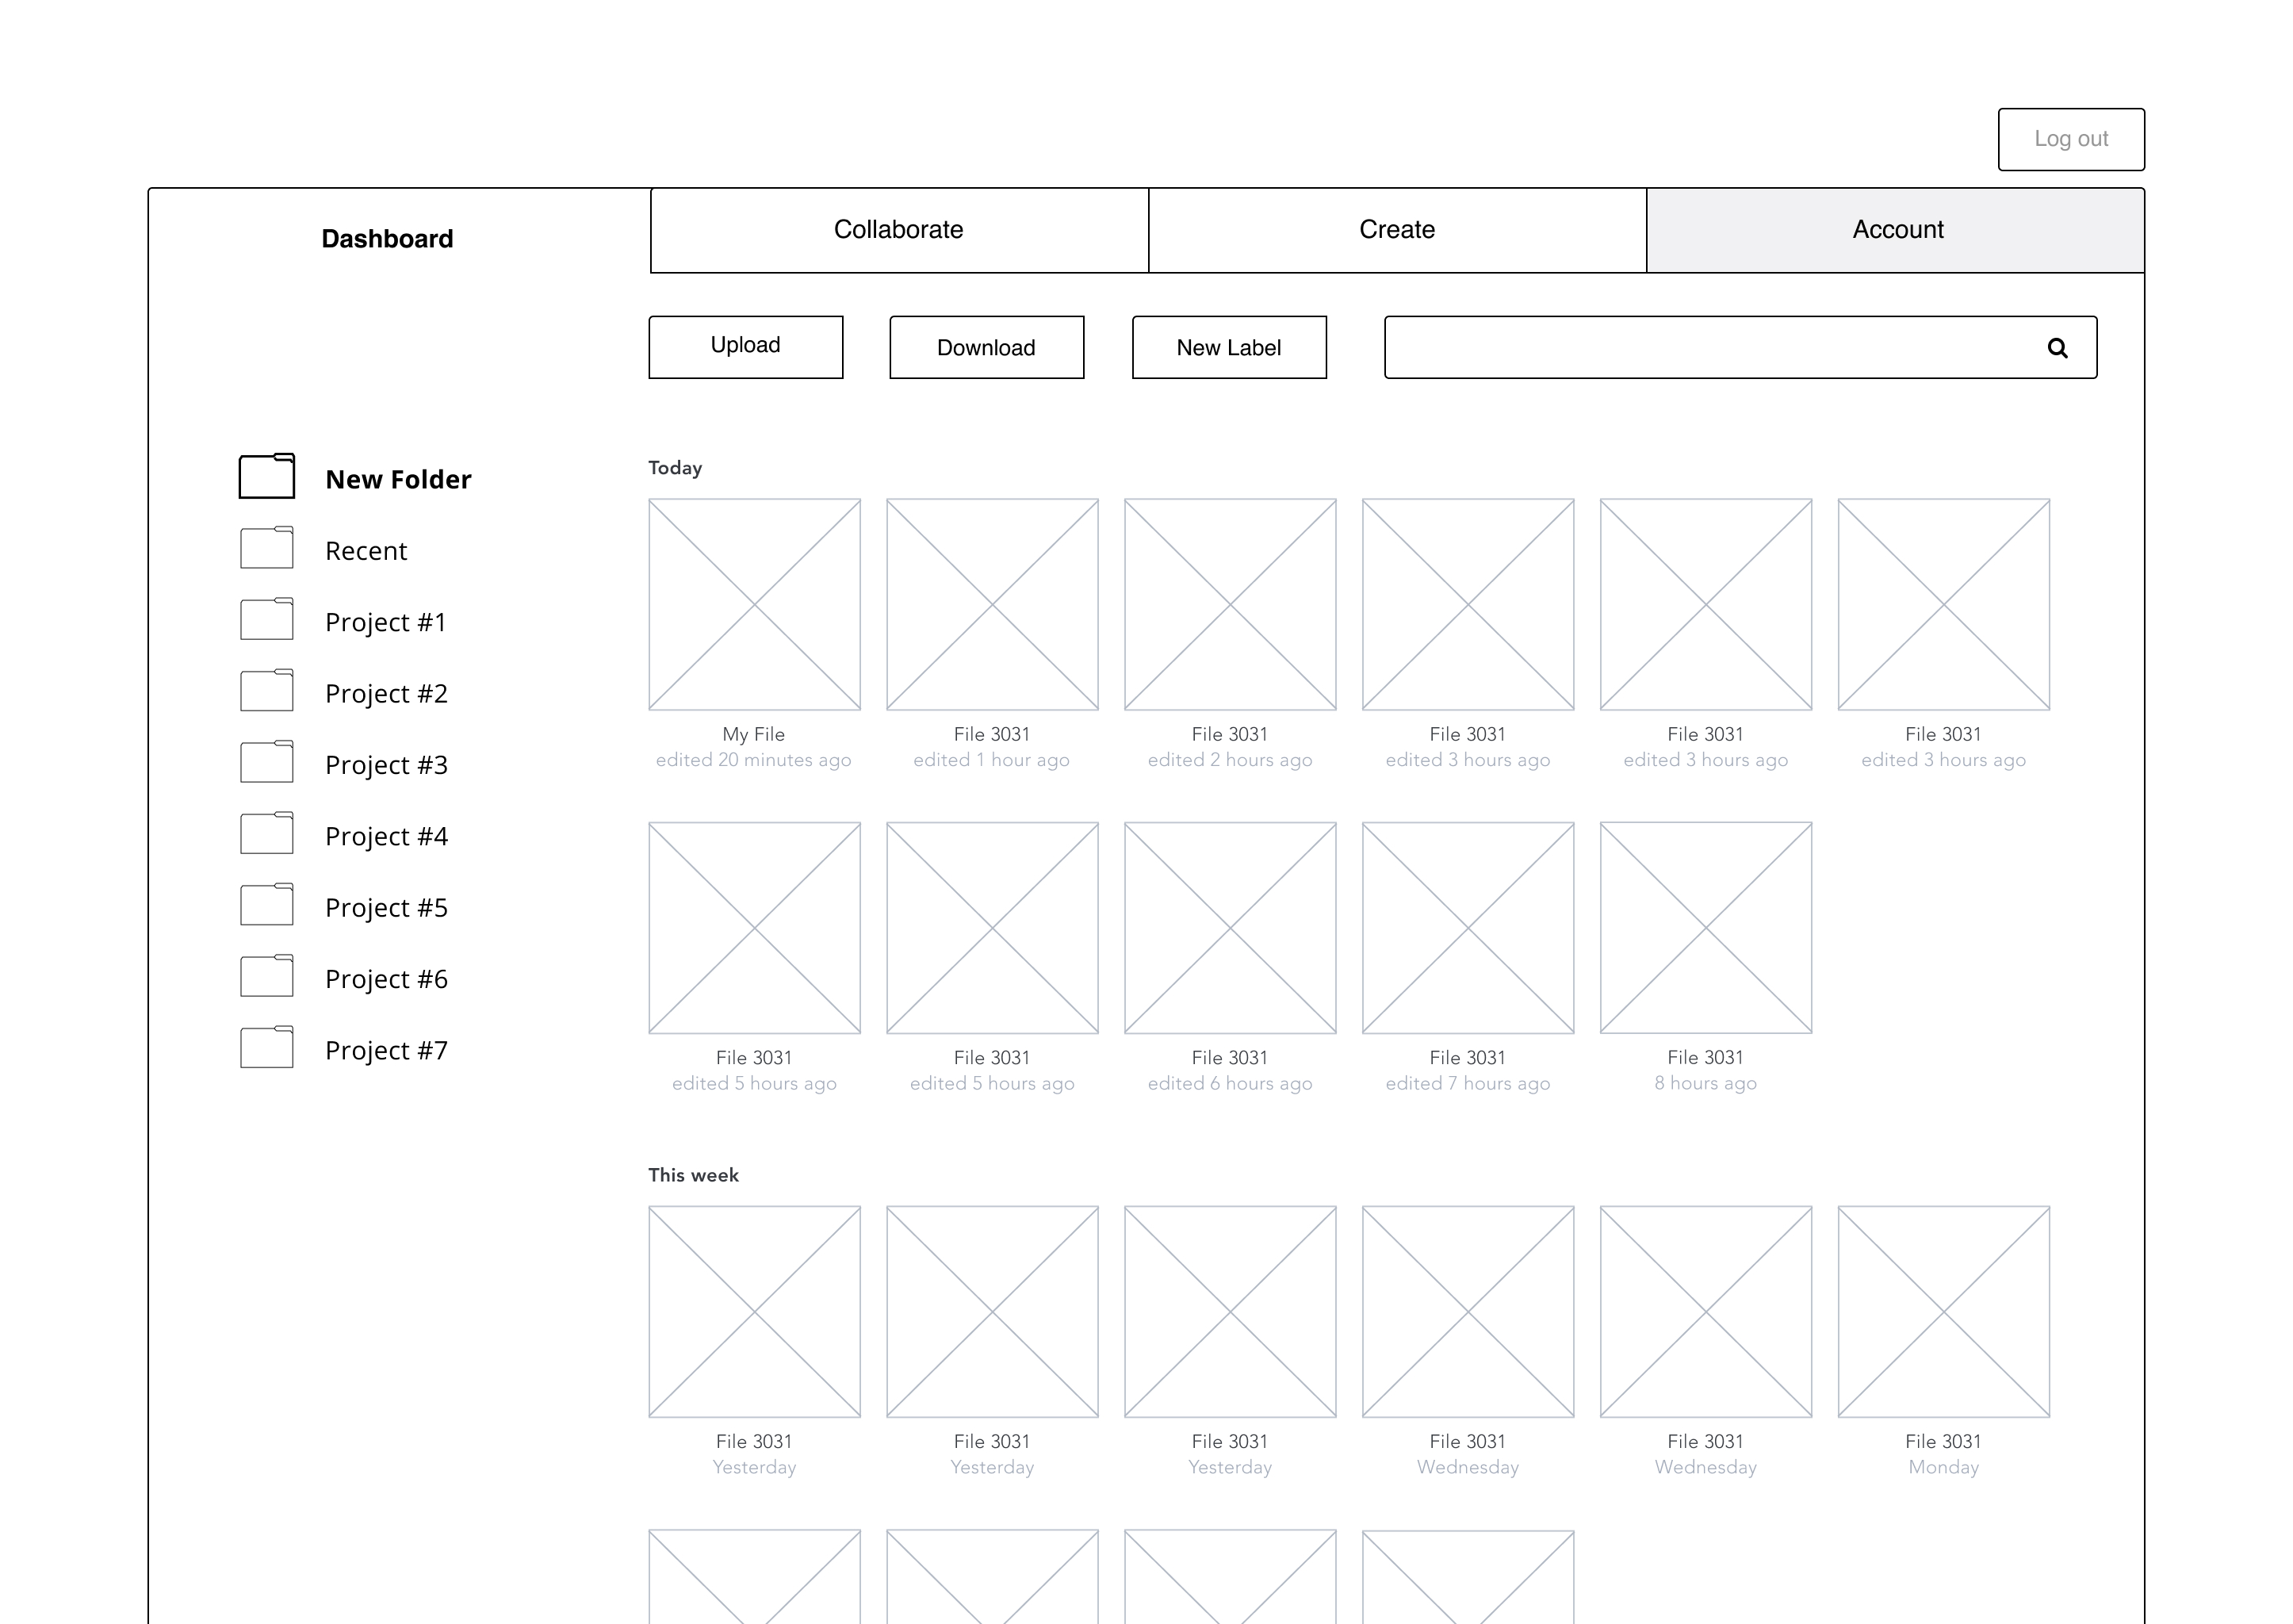 Log out
Dashboard
Collaborate
Create
Account
Upload
Download
New Label
New Folder
Recent
Project #1
Project #2
Project #3
Project #4
Project #5
Project #6
Project #7
Today
My File
edited 20 minutes ago
File 3031
edited 1 hour ago
File 3031
edited 2 hours ago
File 3031
edited 3 hours ago
File 3031
edited 3 hours ago
File 3031
edited 3 hours ago
File 3031
edited 5 hours ago
File 3031
edited 5 hours ago
File 3031
edited 6 hours ago
File 3031
edited 7 hours ago
File 3031
8 hours ago
This week
File 3031
Yesterday
File 3031
Yesterday
File 3031
Yesterday
File 3031
Wednesday
File 3031
Wednesday
File 3031
Monday